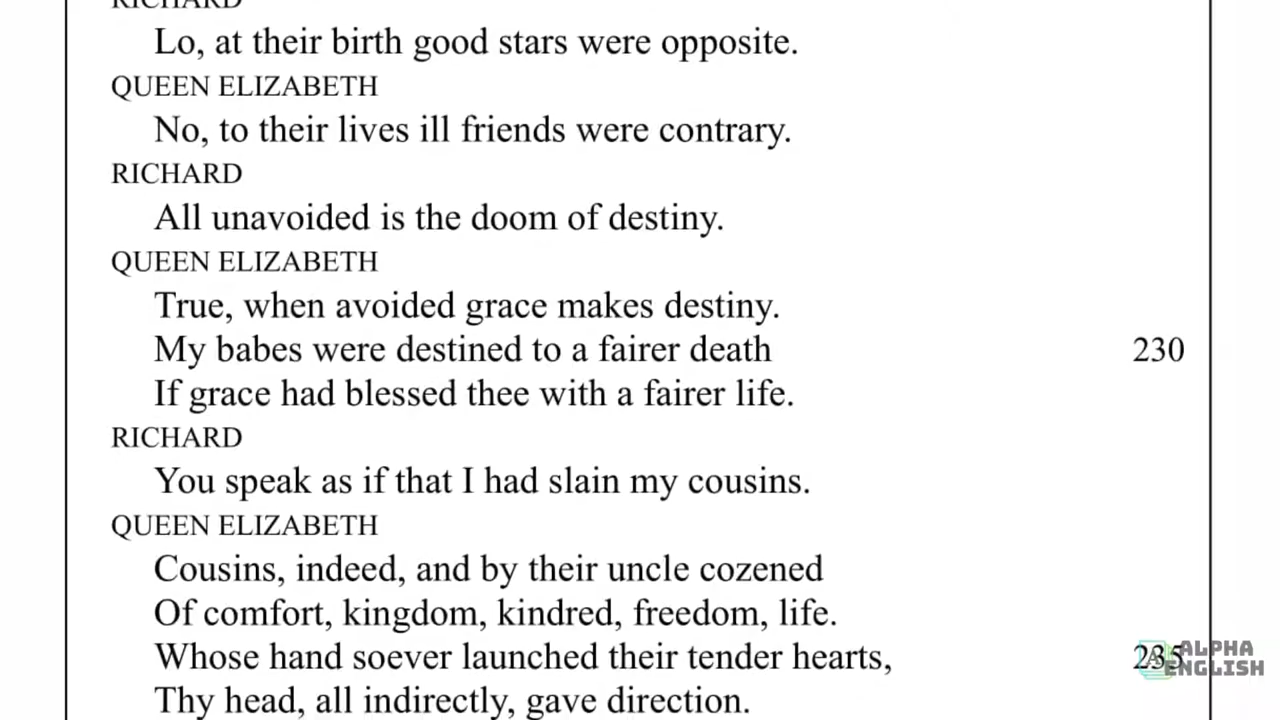 RICHARD
Lo, at their birth good stars were opposite.
QUEEN ELIZABETH
No, to their lives ill friends were contrary.
RICHARD
All unavoided is the doom of destiny.
QUEEN ELIZABETH
True, when avoided grace makes destiny.
My babes were destined to a fairer death 230
If grace had blessed thee with a fairer life.
RICHARD
You speak as if that I had slain my cousins.
QUEEN ELIZABETH
Cousins, indeed, and by their uncle cozened
Of comfort, kingdom, kindred, freedom, life.
Whose hand soever launched their tender hearts, 235
Thy head, all indirectly, gave direction.
ALPHA
ENGLISH